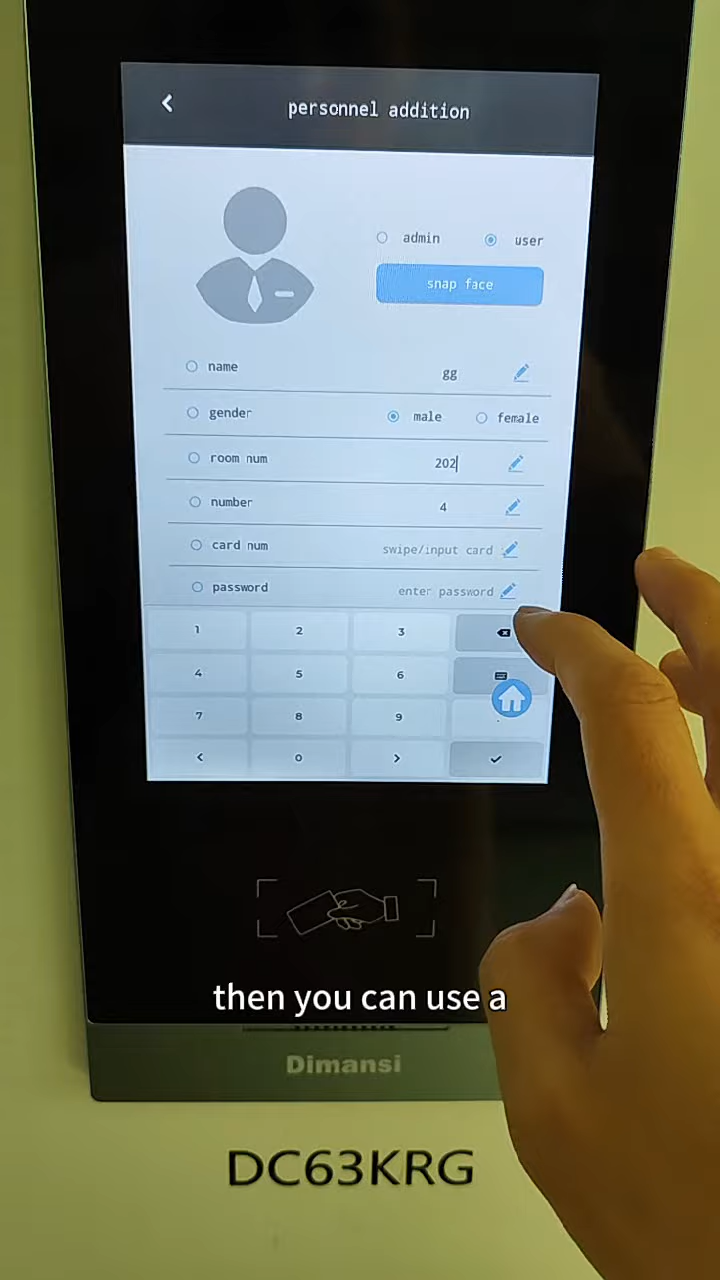 personnel addition
admin user
snap face
name gg
gender male female
room num 202
number 4
card num swipe/input card
password enter password
1 2 3
4 5 6
7 8 9
< 0 >
then you can use a
Dimansi
DC63KRG